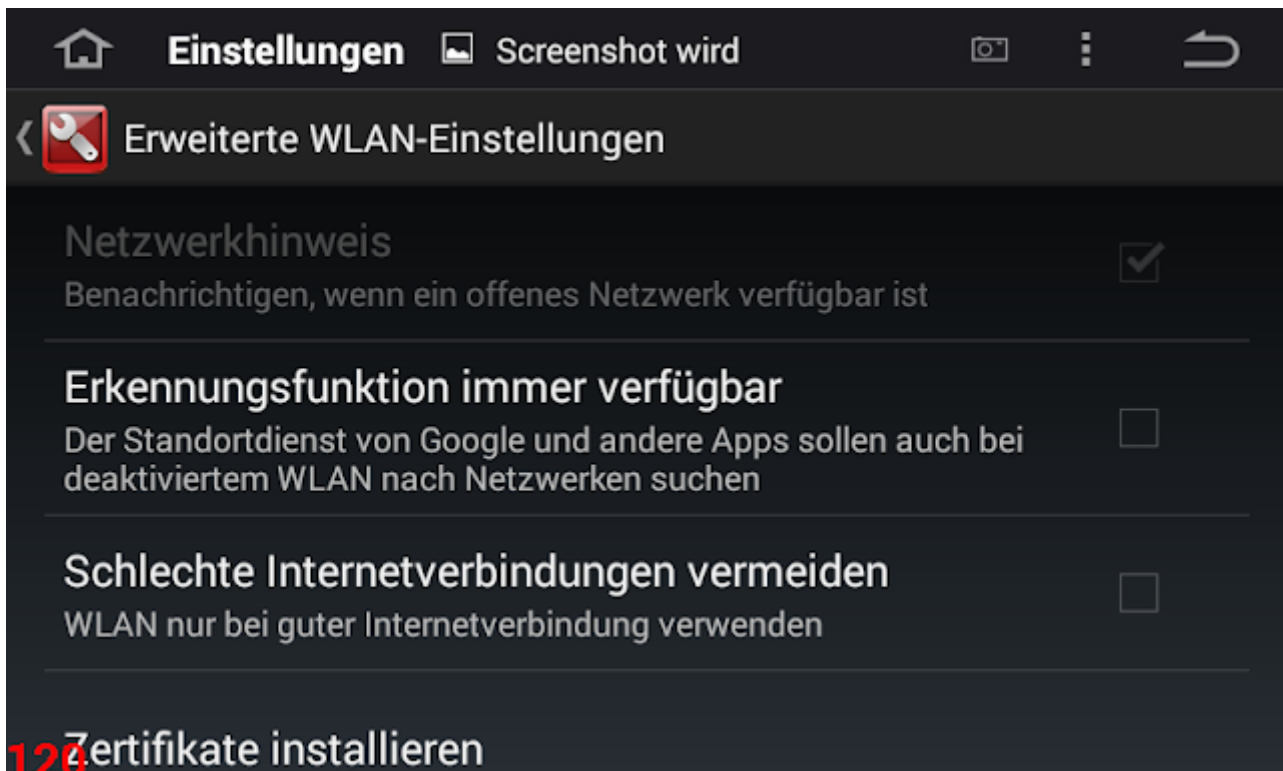 Einstellungen Screenshot wird
Erweiterte WLAN-Einstellungen
Netzwerkhinweis
Benachrichtigen, wenn ein offenes Netzwerk verfügbar ist
Erkennungsfunktion immer verfügbar
Der Standortdienst von Google und andere Apps sollen auch bei
deaktiviertem WLAN nach Netzwerken suchen
Schlechte Internetverbindungen vermeiden
WLAN nur bei guter Internetverbindung verwenden
Zertifikate installieren
120